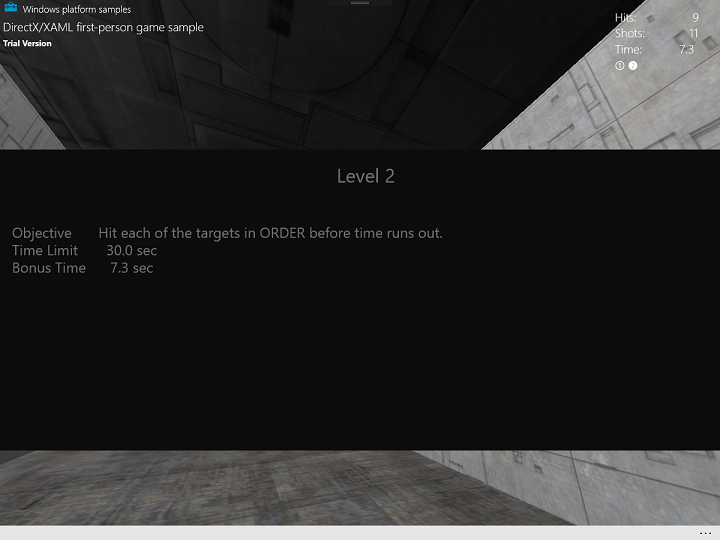 Windows platform samples
DirectX/XAML first-person game sample
Trial Version
Hits: 9
Shots: 11
Time: 7.3
① ②
Level 2
Objective Hit each of the targets in ORDER before time runs out.
Time Limit 30.0 sec
Bonus Time 7.3 sec